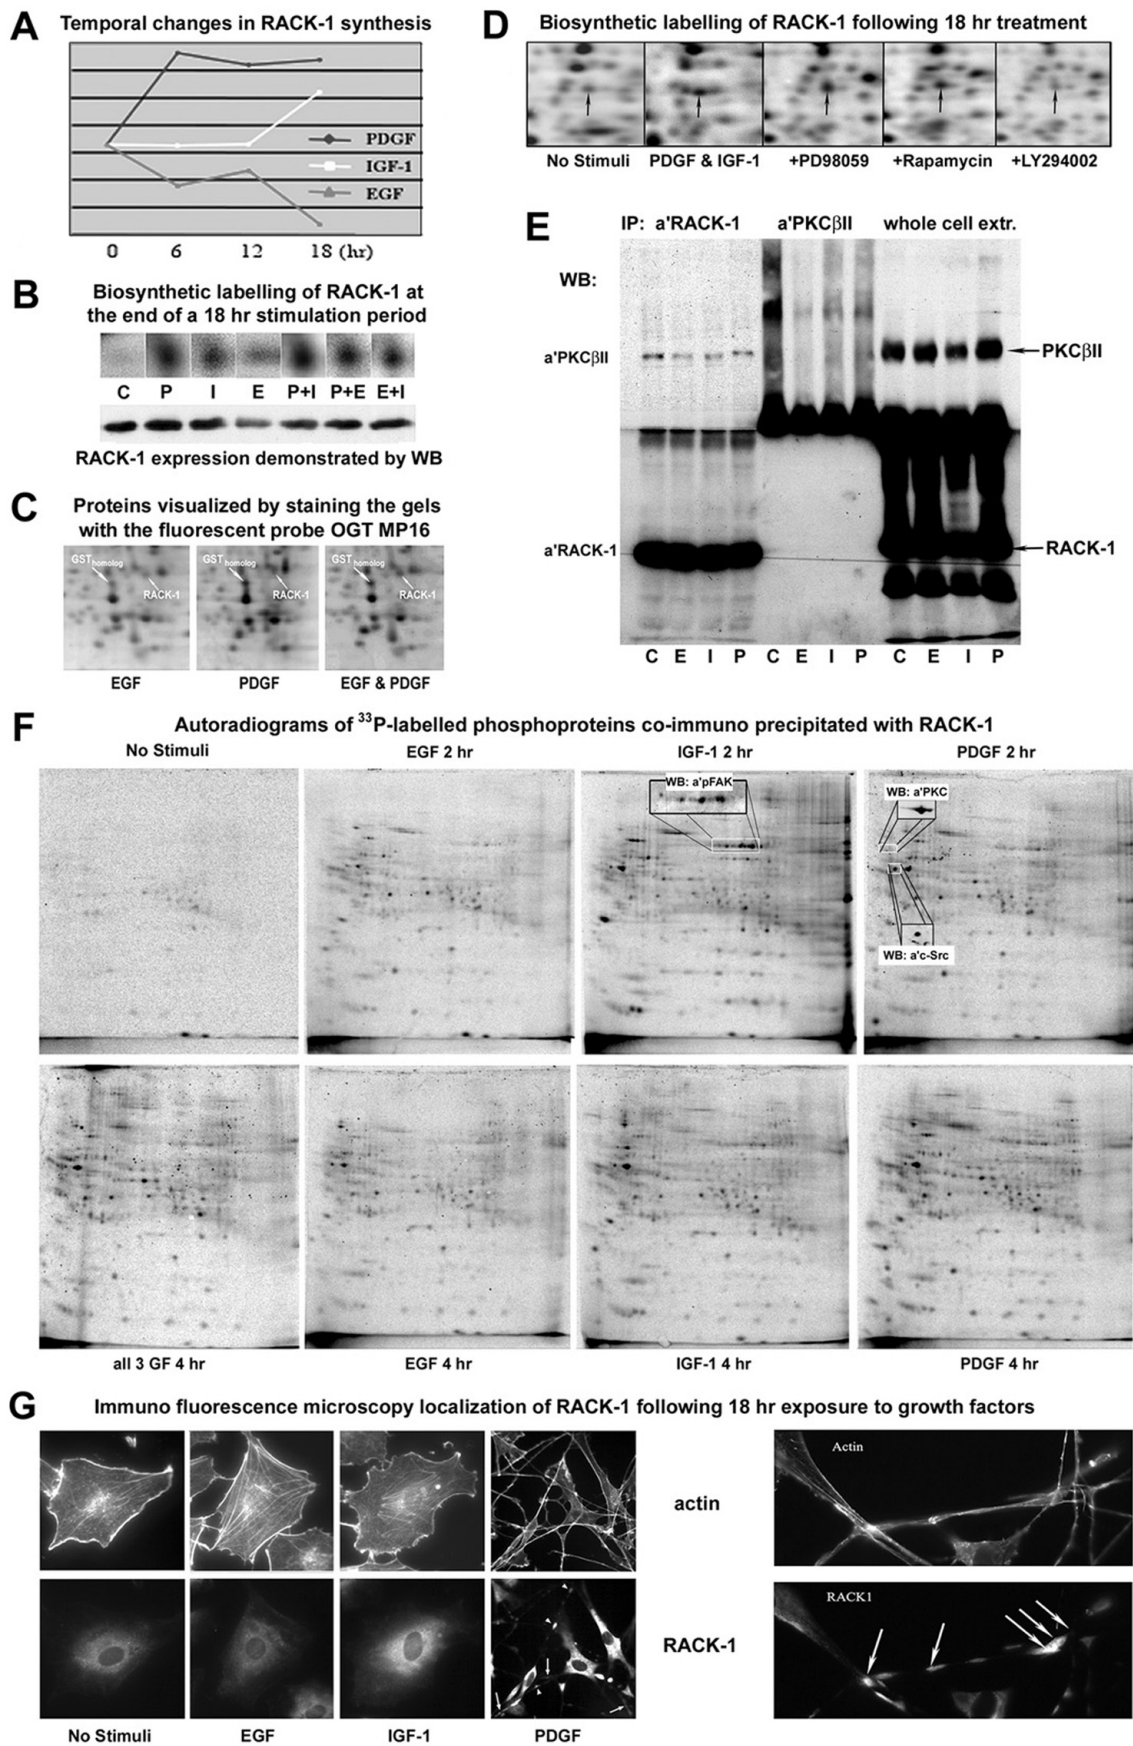 A
Temporal changes in RACK-1 synthesis
PDGF
IGF-1
EGF
0 6 12 18 (hr)
B
Biosynthetic labelling of RACK-1 at
the end of a 18 hr stimulation period
C P I E P+I P+E E+I
RACK-1 expression demonstrated by WB
C
Proteins visualized by staining the gels
with the fluorescent probe OGT MP16
GST homolog
RACK-1
GST homolog
RACK-1
GST homolog
RACK-1
EGF PDGF EGF & PDGF
D
Biosynthetic labelling of RACK-1 following 18 hr treatment
No Stimuli PDGF & IGF-1 +PD98059 +Rapamycin +LY294002
E
IP: a'RACK-1 a'PKCβII whole cell extr.
WB:
a'PKCβII
PKCβII
a'RACK-1
RACK-1
C E I P C E I P C E I P
F
Autoradiograms of 33P-labelled phosphoproteins co-immuno precipitated with RACK-1
No Stimuli EGF 2 hr IGF-1 2 hr PDGF 2 hr
WB: a'pFAK
WB: a'PKC
WB: a'c-Src
all 3 GF 4 hr EGF 4 hr IGF-1 4 hr PDGF 4 hr
G
Immuno fluorescence microscopy localization of RACK-1 following 18 hr exposure to growth factors
actin
Actin
RACK-1
RACK1
No Stimuli EGF IGF-1 PDGF